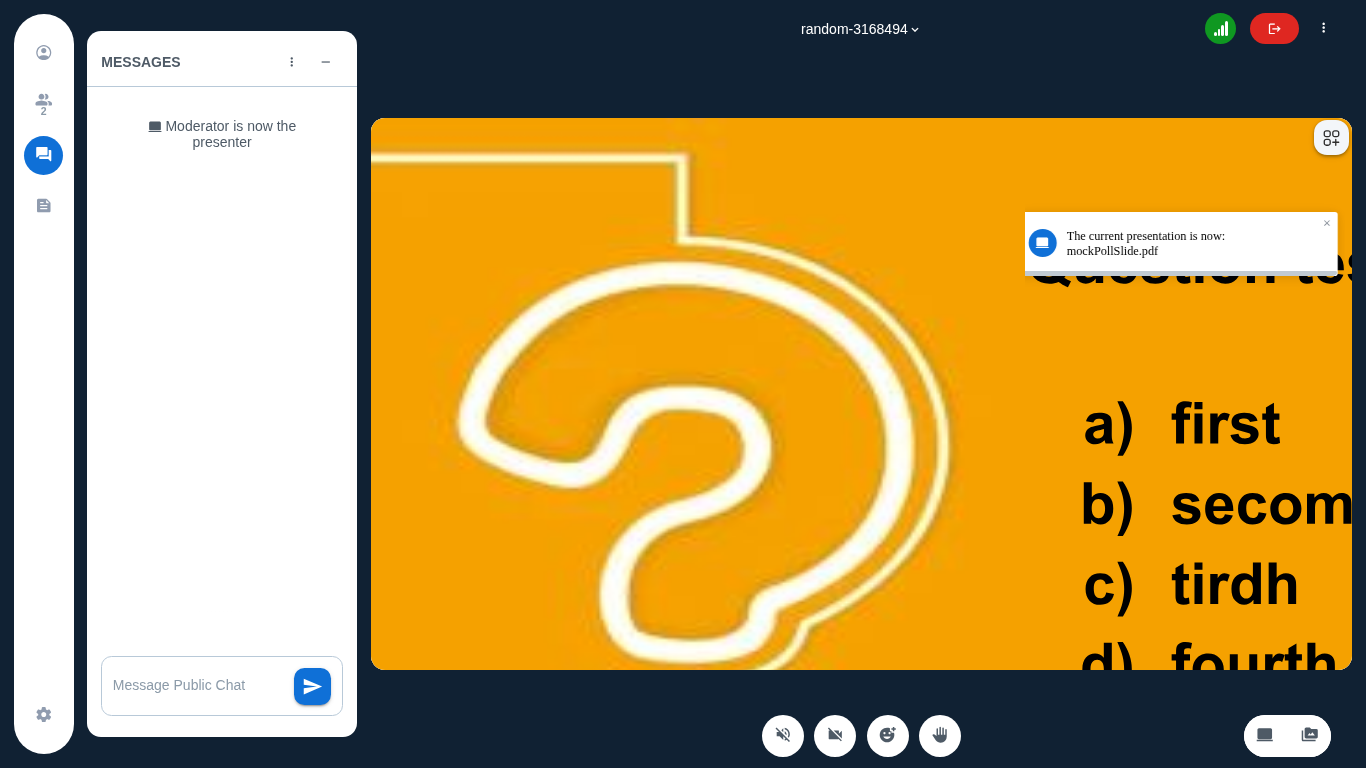 random-3168494
2
MESSAGES
Moderator is now the
presenter
Message Public Chat
The current presentation is now:
mockPollSlide.pdf
a) first
b) secom
c) tirdh
d) fourth